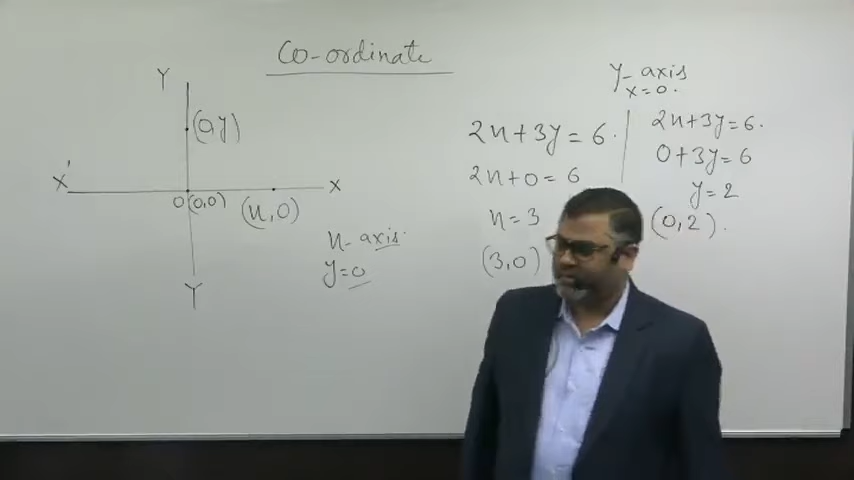 Co-ordinate
Y
(0,y)
X'
X
O(0,0)
(x,0)
x-axis.
y=0
Y
2x+3y=6.
2x+0=6
x=3
(3,0)
Y-axis
x=0.
2x+3y=6.
0+3y=6
y=2
(0,2).